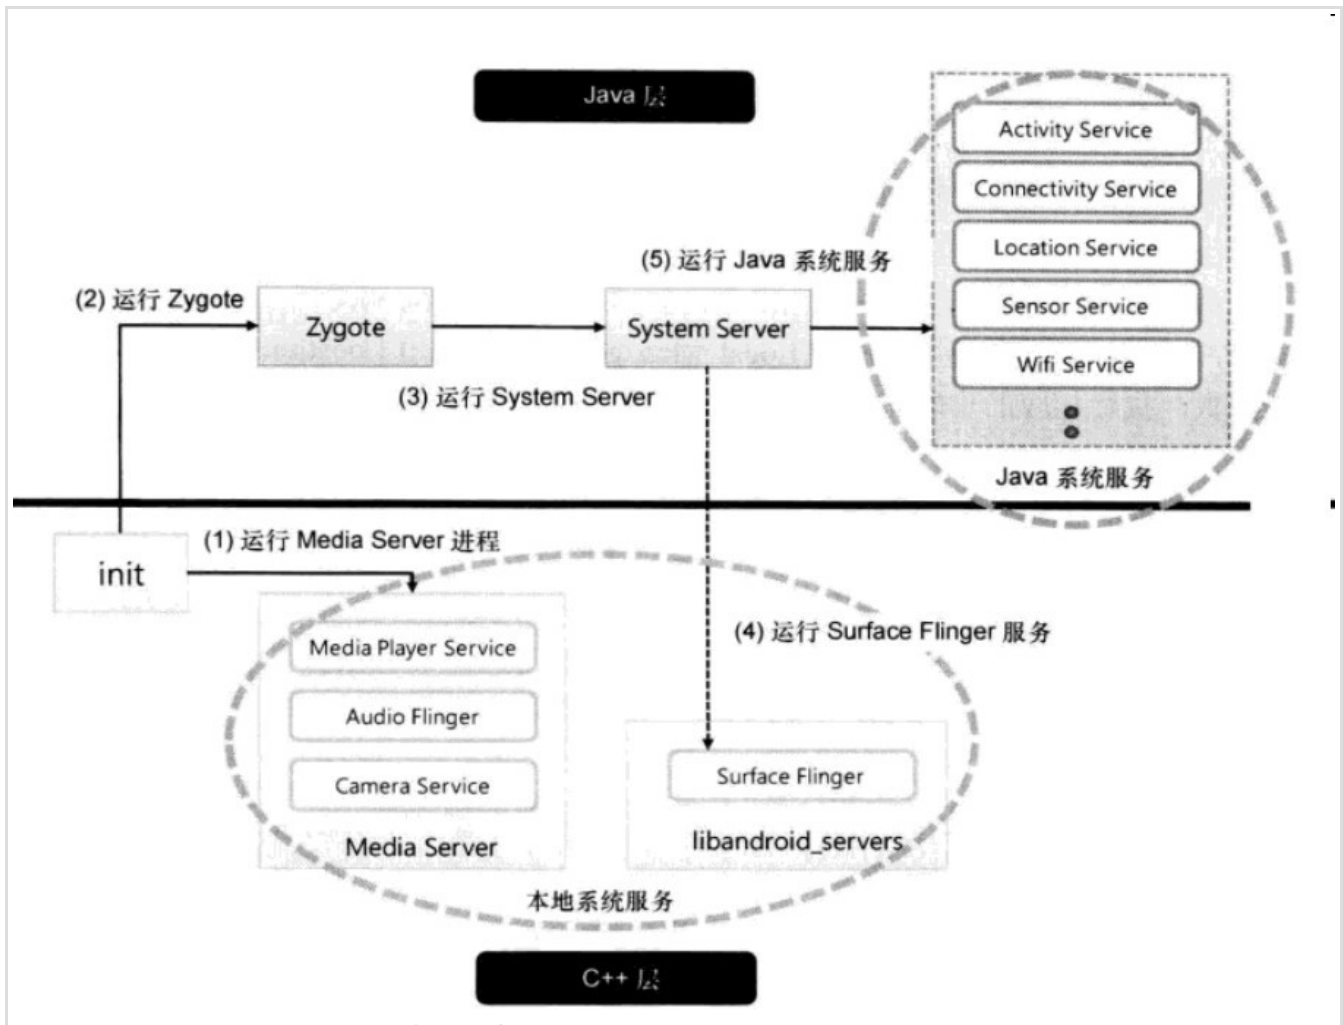 Java 层
Activity Service
Connectivity Service
Location Service
Sensor Service
Wifi Service
Java 系统服务
(5) 运行 Java 系统服务
(2) 运行 Zygote
Zygote
System Server
(3) 运行 System Server
init
(1) 运行 Media Server 进程
(4) 运行 Surface Flinger 服务
Media Player Service
Audio Flinger
Camera Service
Media Server
Surface Flinger
libandroid_servers
本地系统服务
C++ 层